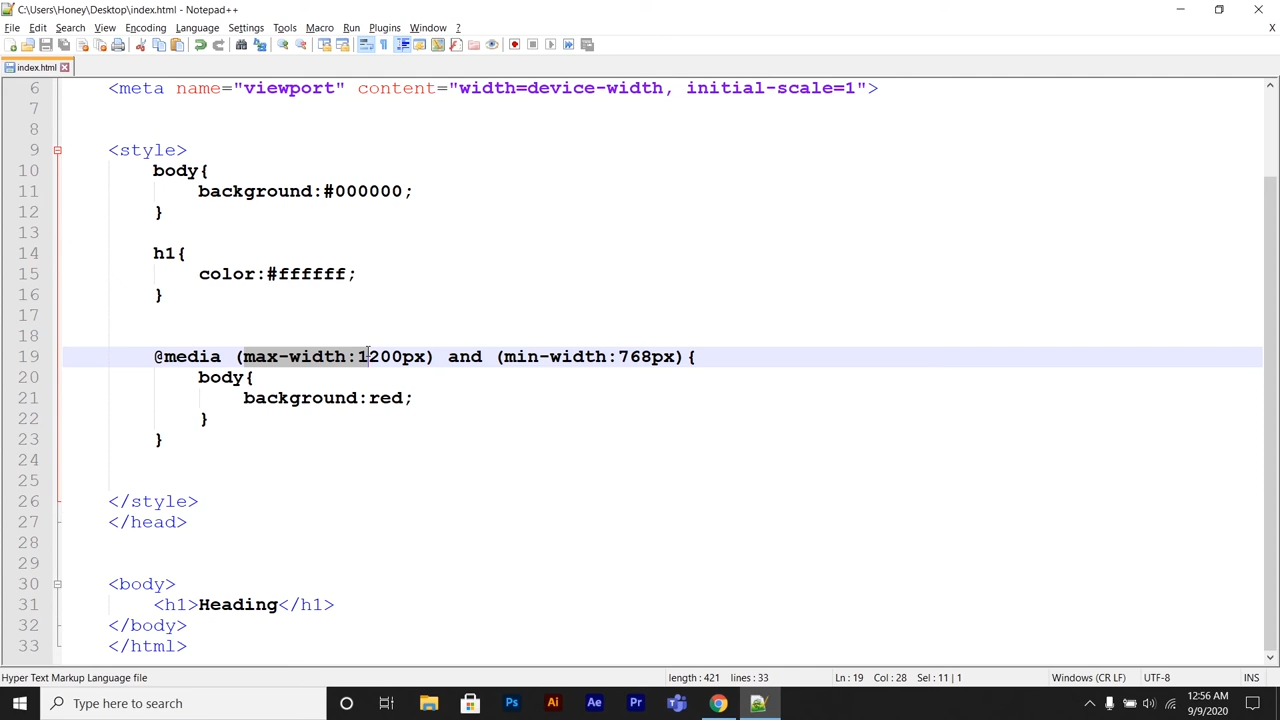 C:\Users\Honey\Desktop\index.html - Notepad++
File Edit Search View Encoding Language Settings Tools Macro Run Plugins Window ?
X
index.html
6 <meta name="viewport" content="width=device-width, initial-scale=1">
7
8
9 <style>
10 body{
11 background:#000000;
12 }
13
14 h1{
15 color:#ffffff;
16 }
17
18
19 @media (max-width:1200px) and (min-width:768px){
20 body{
21 background:red;
22 }
23 }
24
25
26 </style>
27 </head>
28
29
30 <body>
31 <h1>Heading</h1>
32 </body>
33 </html>
Hyper Text Markup Language file length : 421 lines : 33 Ln : 19 Col : 28 Sel : 11 | 1 Windows (CR LF) UTF-8 INS
Type here to search Ps Ai Ae Pr
12:56 AM
9/9/2020